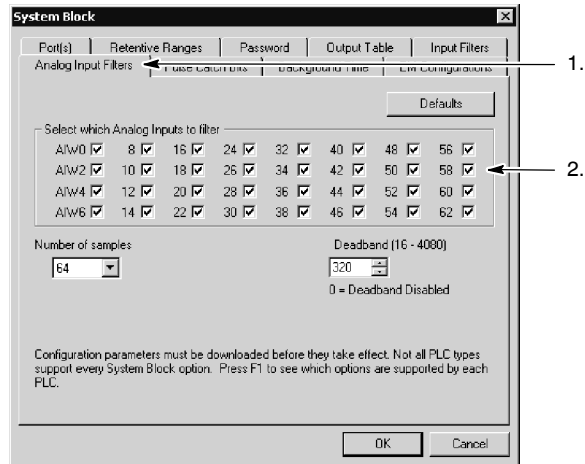 System Block
Port(s) Retentive Ranges Password Output Table Input Filters
Analog Input Filters Pulse Catch Bits Background Time EM Configurations
1.
Defaults
Select which Analog Inputs to filter
AIW0 8 16 24 32 40 48 56
AIW2 10 18 26 34 42 50 58
2.
AIW4 12 20 28 36 44 52 60
AIW6 14 22 30 38 46 54 62
Number of samples Deadband (16 - 4080)
64 320
0 = Deadband Disabled
Configuration parameters must be downloaded before they take effect. Not all PLC types
support every System Block option. Press F1 to see which options are supported by each
PLC.
OK Cancel